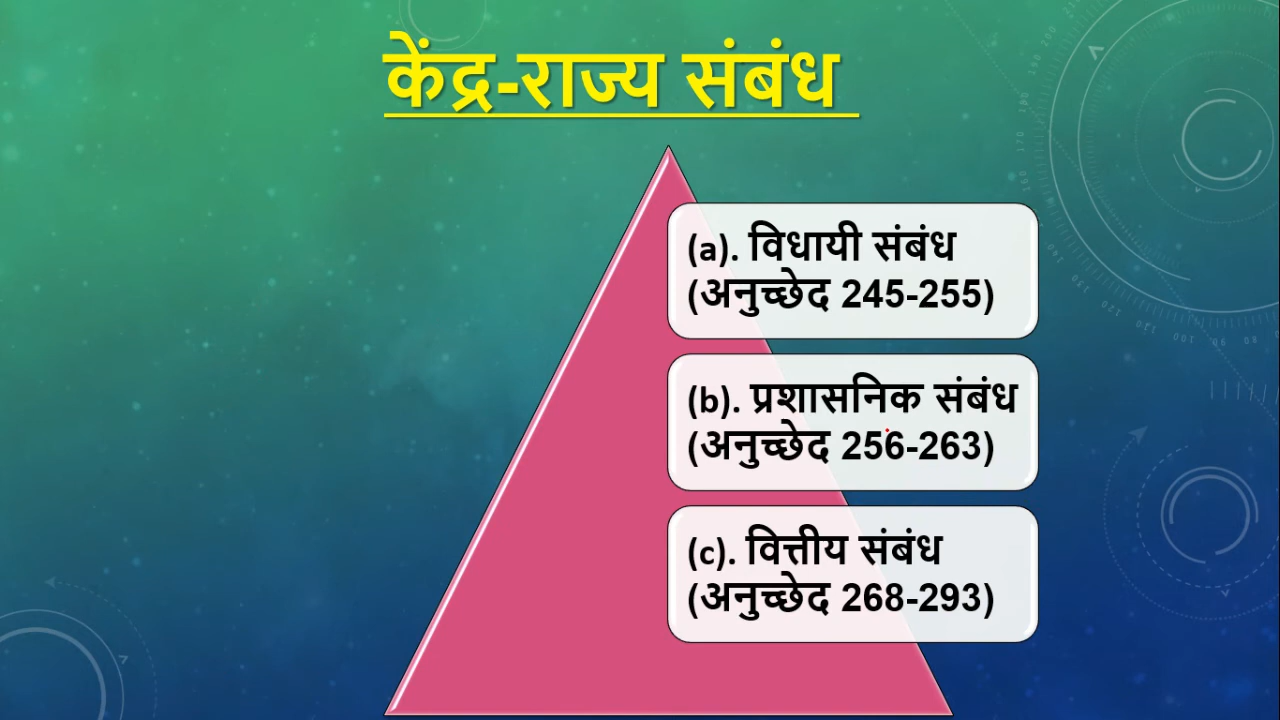 केंद्र-राज्य संबंध
(a). विधायी संबंध
(अनुच्छेद 245-255)
(b). प्रशासनिक संबंध
(अनुच्छेद 256-263)
(c). वित्तीय संबंध
(अनुच्छेद 268-293)